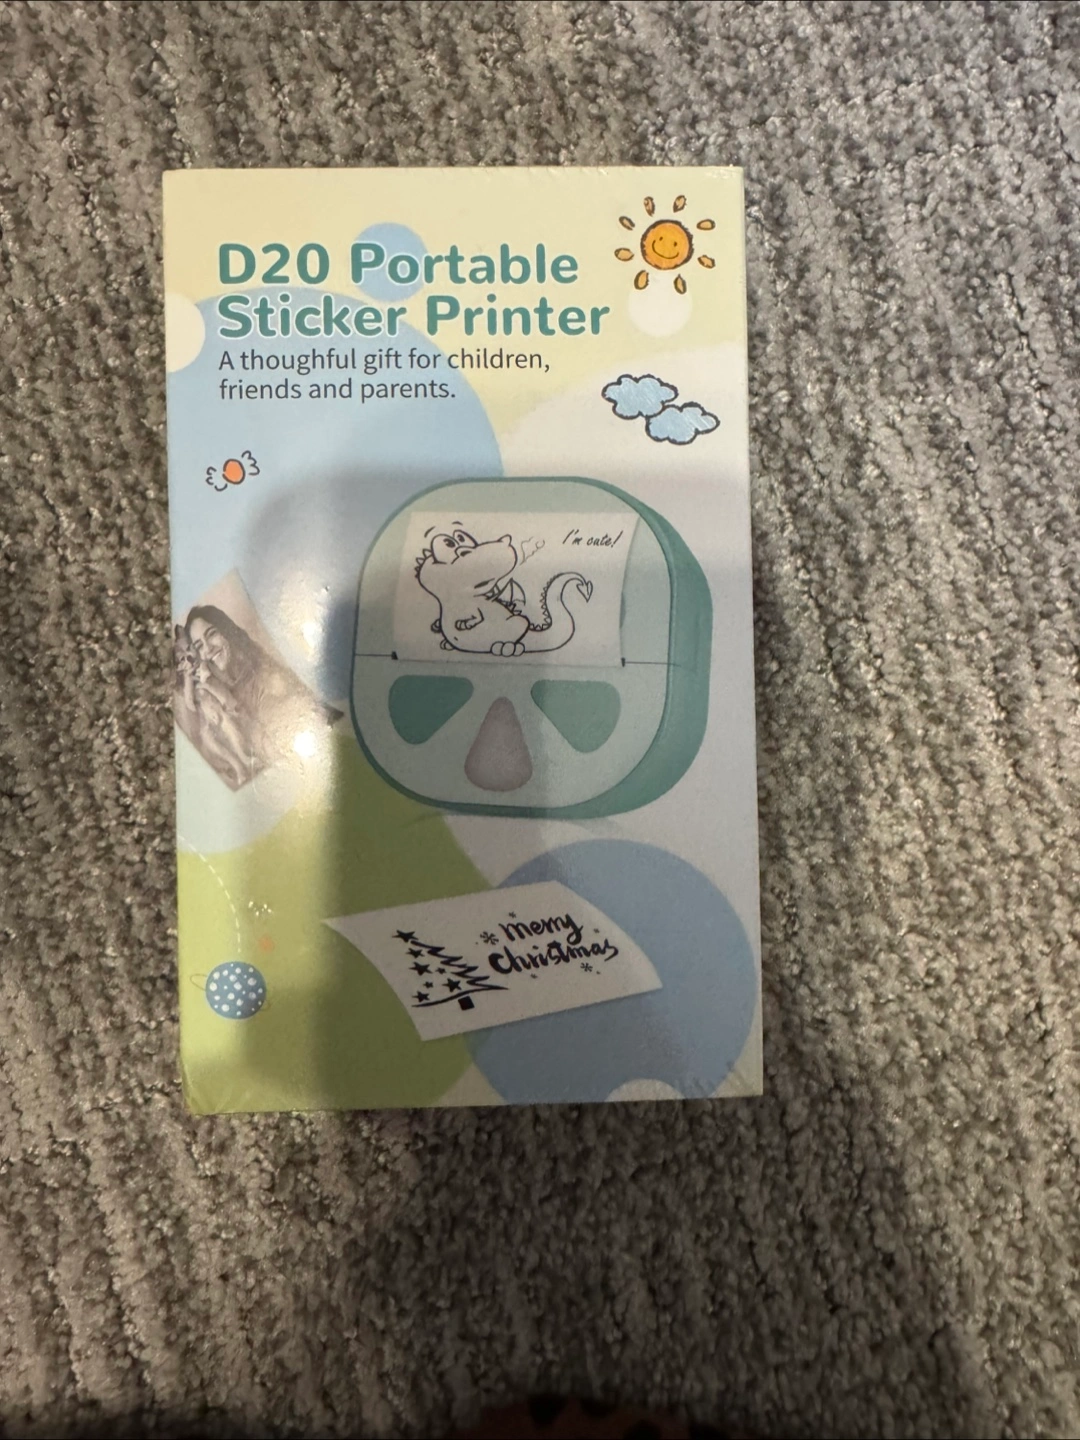 D20 Portable
Sticker Printer
A thoughful gift for children,
friends and parents.
I'm cute!
Merry
Christmas